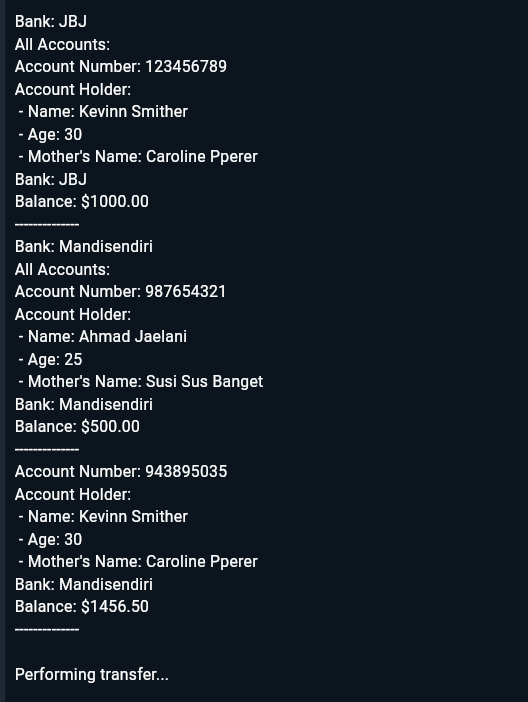 Bank: JBJ
All Accounts:
Account Number: 123456789
Account Holder:
- Name: Kevinn Smither
- Age: 30
- Mother's Name: Caroline Pperer
Bank: JBJ
Balance: $1000.00
--------------
Bank: Mandisendiri
All Accounts:
Account Number: 987654321
Account Holder:
- Name: Ahmad Jaelani
- Age: 25
- Mother's Name: Susi Sus Banget
Bank: Mandisendiri
Balance: $500.00
--------------
Account Number: 943895035
Account Holder:
- Name: Kevinn Smither
- Age: 30
- Mother's Name: Caroline Pperer
Bank: Mandisendiri
Balance: $1456.50
--------------
Performing transfer...